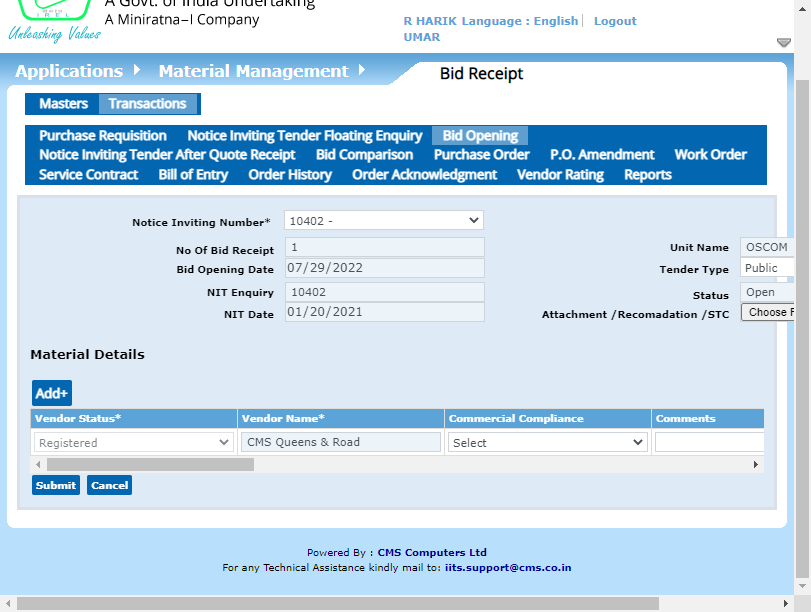 A Govt. of India Undertaking
IREL
Unleashing Values
A Miniratna-I Company
R HARIK Language : English Logout
UMAR
Applications Material Management Bid Receipt
Masters Transactions
Purchase Requisition Notice Inviting Tender Floating Enquiry Bid Opening
Notice Inviting Tender After Quote Receipt Bid Comparison Purchase Order P.O. Amendment Work Order
Service Contract Bill of Entry Order History Order Acknowledgment Vendor Rating Reports
Notice Inviting Number* 10402 -
No Of Bid Receipt 1 Unit Name OSCOM
Bid Opening Date 07/29/2022 Tender Type Public
NIT Enquiry 10402 Status Open
NIT Date 01/20/2021 Attachment /Recomadation /STC Choose F
Material Details
Add+
Vendor Status* Vendor Name* Commercial Compliance Comments
Registered CMS Queens & Road Select
Submit Cancel
Powered By : CMS Computers Ltd
For any Technical Assistance kindly mail to: iits.support@cms.co.in